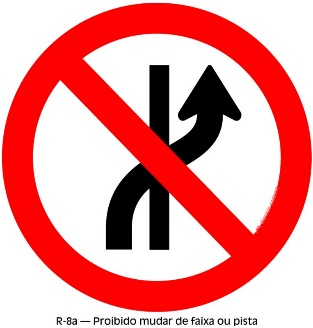 R-8a — Proibido mudar de faixa ou pista